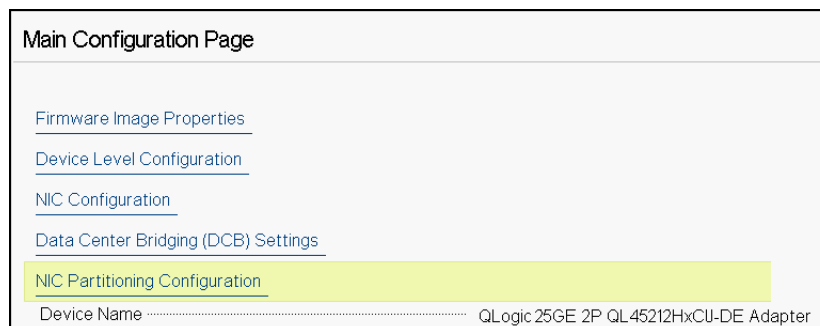 Main Configuration Page
Firmware Image Properties
Device Level Configuration
NIC Configuration
Data Center Bridging (DCB) Settings
NIC Partitioning Configuration
Device Name QLogic 25GE 2P QL45212HxCU-DE Adapter